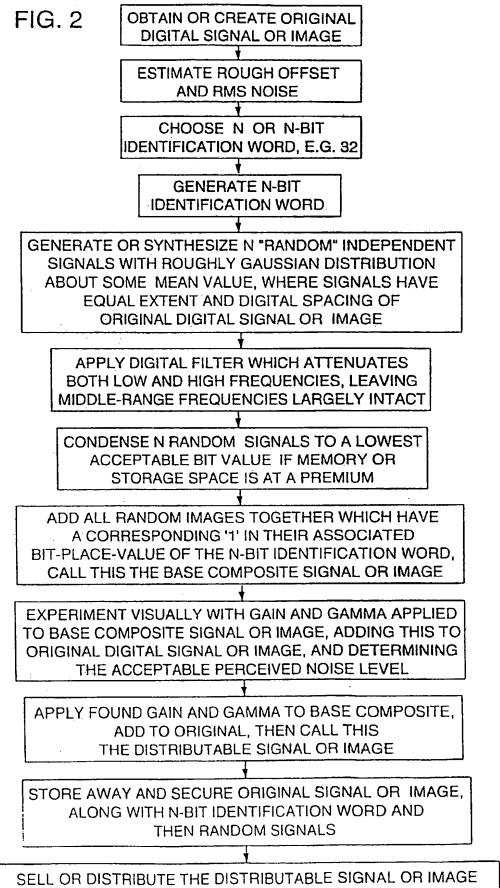 FIG. 2
OBTAIN OR CREATE ORIGINAL
DIGITAL SIGNAL OR IMAGE
ESTIMATE ROUGH OFFSET
AND RMS NOISE
CHOOSE N OR N-BIT
IDENTIFICATION WORD, E.G. 32
GENERATE N-BIT
IDENTIFICATION WORD
GENERATE OR SYNTHESIZE N "RANDOM" INDEPENDENT
SIGNALS WITH ROUGHLY GAUSSIAN DISTRIBUTION
ABOUT SOME MEAN VALUE, WHERE SIGNALS HAVE
EQUAL EXTENT AND DIGITAL SPACING OF
ORIGINAL DIGITAL SIGNAL OR IMAGE
APPLY DIGITAL FILTER WHICH ATTENUATES
BOTH LOW AND HIGH FREQUENCIES, LEAVING
MIDDLE-RANGE FREQUENCIES LARGELY INTACT
CONDENSE N RANDOM SIGNALS TO A LOWEST
ACCEPTABLE BIT VALUE IF MEMORY OR
STORAGE SPACE IS AT A PREMIUM
ADD ALL RANDOM IMAGES TOGETHER WHICH HAVE
A CORRESPONDING '1' IN THEIR ASSOCIATED
BIT-PLACE-VALUE OF THE N-BIT IDENTIFICATION WORD,
CALL THIS THE BASE COMPOSITE SIGNAL OR IMAGE
EXPERIMENT VISUALLY WITH GAIN AND GAMMA APPLIED
TO BASE COMPOSITE SIGNAL OR IMAGE, ADDING THIS TO
ORIGINAL DIGITAL SIGNAL OR IMAGE, AND DETERMINING
THE ACCEPTABLE PERCEIVED NOISE LEVEL
APPLY FOUND GAIN AND GAMMA TO BASE COMPOSITE,
ADD TO ORIGINAL, THEN CALL THIS
THE DISTRIBUTABLE SIGNAL OR IMAGE
STORE AWAY AND SECURE ORIGINAL SIGNAL OR IMAGE,
ALONG WITH N-BIT IDENTIFICATION WORD AND
THEN RANDOM SIGNALS
SELL OR DISTRIBUTE THE DISTRIBUTABLE SIGNAL OR IMAGE